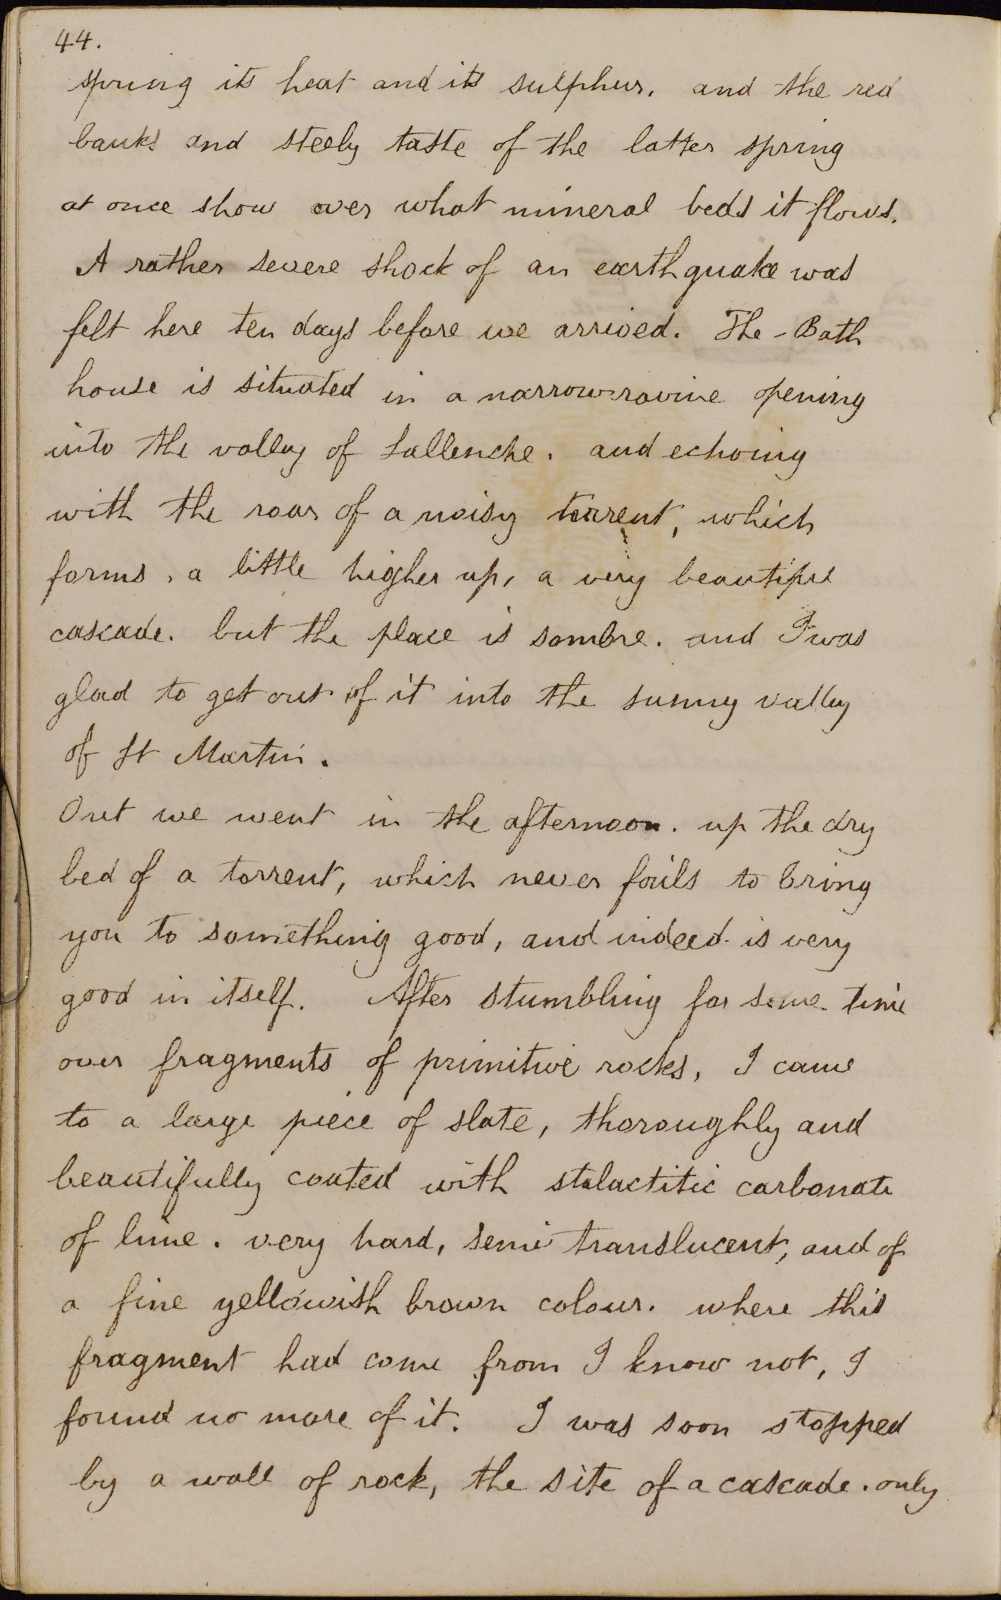 44.
spring its heat and its sulphur. and the red
banks and steely taste of the latter spring
at once show over what mineral beds it flows.
A rather severe shock of an earthquake was
felt here ten days before we arrived. The - Bath
house is situated in a narrow ravine opening
into the valley of Sallenche. and echoing
with the roar of a noisy torrent, which
forms, a little higher up, a very beautiful
cascade. but the place is sombre. and I was
glad to get out of it into the sunny valley
of St Martin.
Out we went in the afternoon. up the dry
bed of a torrent, which never fails to bring
you to something good, and indeed is very
good in itself. After stumbling for some time
over fragments of primitive rocks, I came
to a large piece of slate, thoroughly and
beautifully coated with stalactitic carbonate
of lime. very hard, semi translucent, and of
a fine yellowish brown colour. where this
fragment had come from I know not, I
found no more of it. I was soon stopped
by a wall of rock, the site of a cascade. only